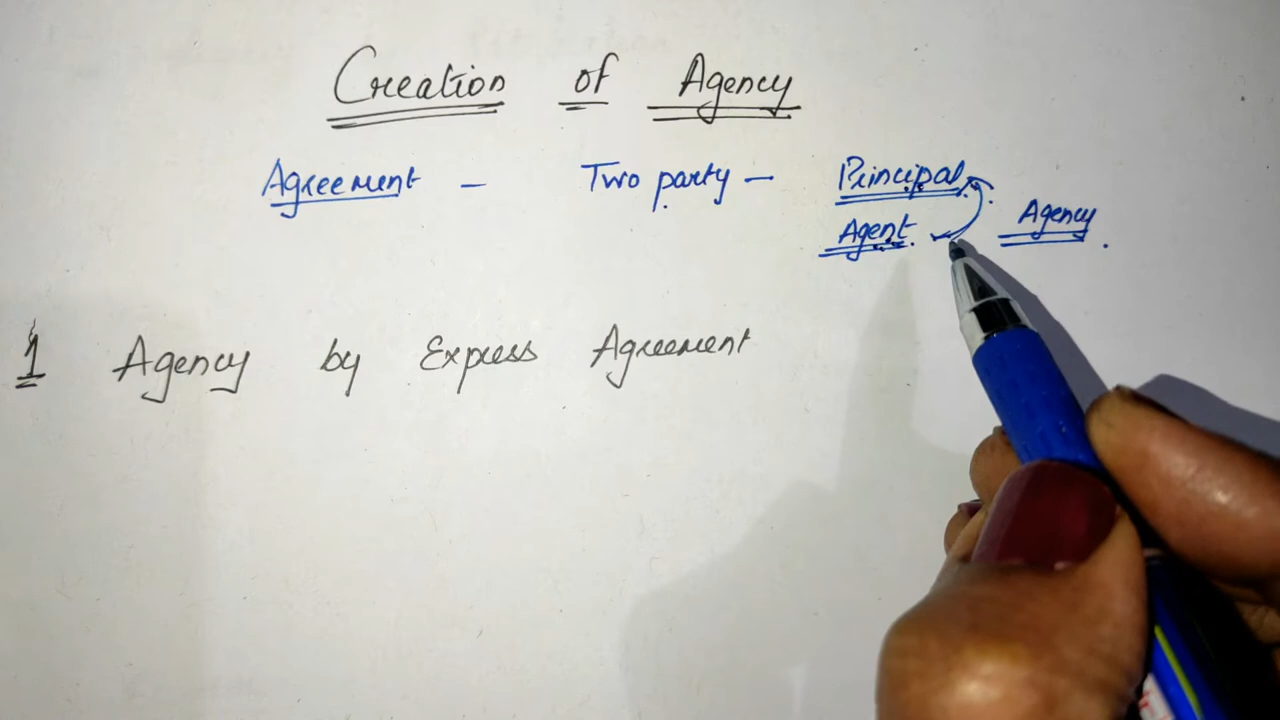 Creation of Agency
Agreement - Two party - Principal.
Agent. Agency.
1 Agency by Express Agreement